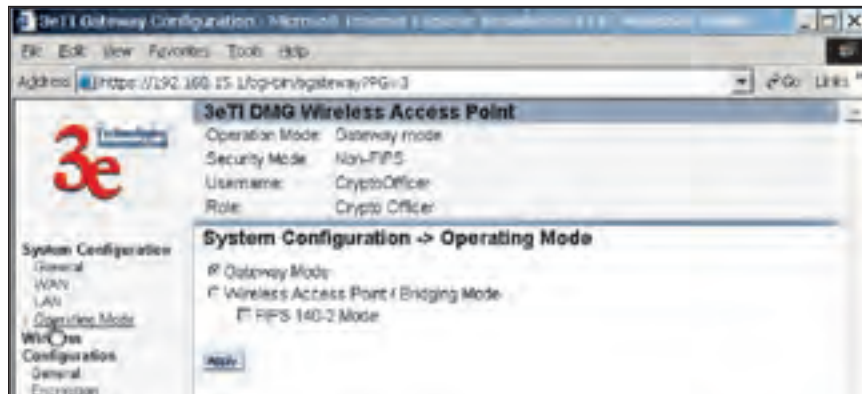 3eTI Gateway Configuration - Microsoft Internet Explorer
File Edit View Favorites Tools Help
Address https://192.168.15.1/cgi-bin/sgateway?PG=3 Go Links »
3e Technologies
3eTI DMG Wireless Access Point
Operation Mode: Gateway mode
Security Mode: Non-FIPS
Username: CryptoOfficer
Role: Crypto Officer
System Configuration
General
WAN
LAN
Operating Mode
Wireless
Configuration
General
Encryption
System Configuration -> Operating Mode
Gateway Mode
Wireless Access Point / Bridging Mode
FIPS 140-2 Mode
Apply